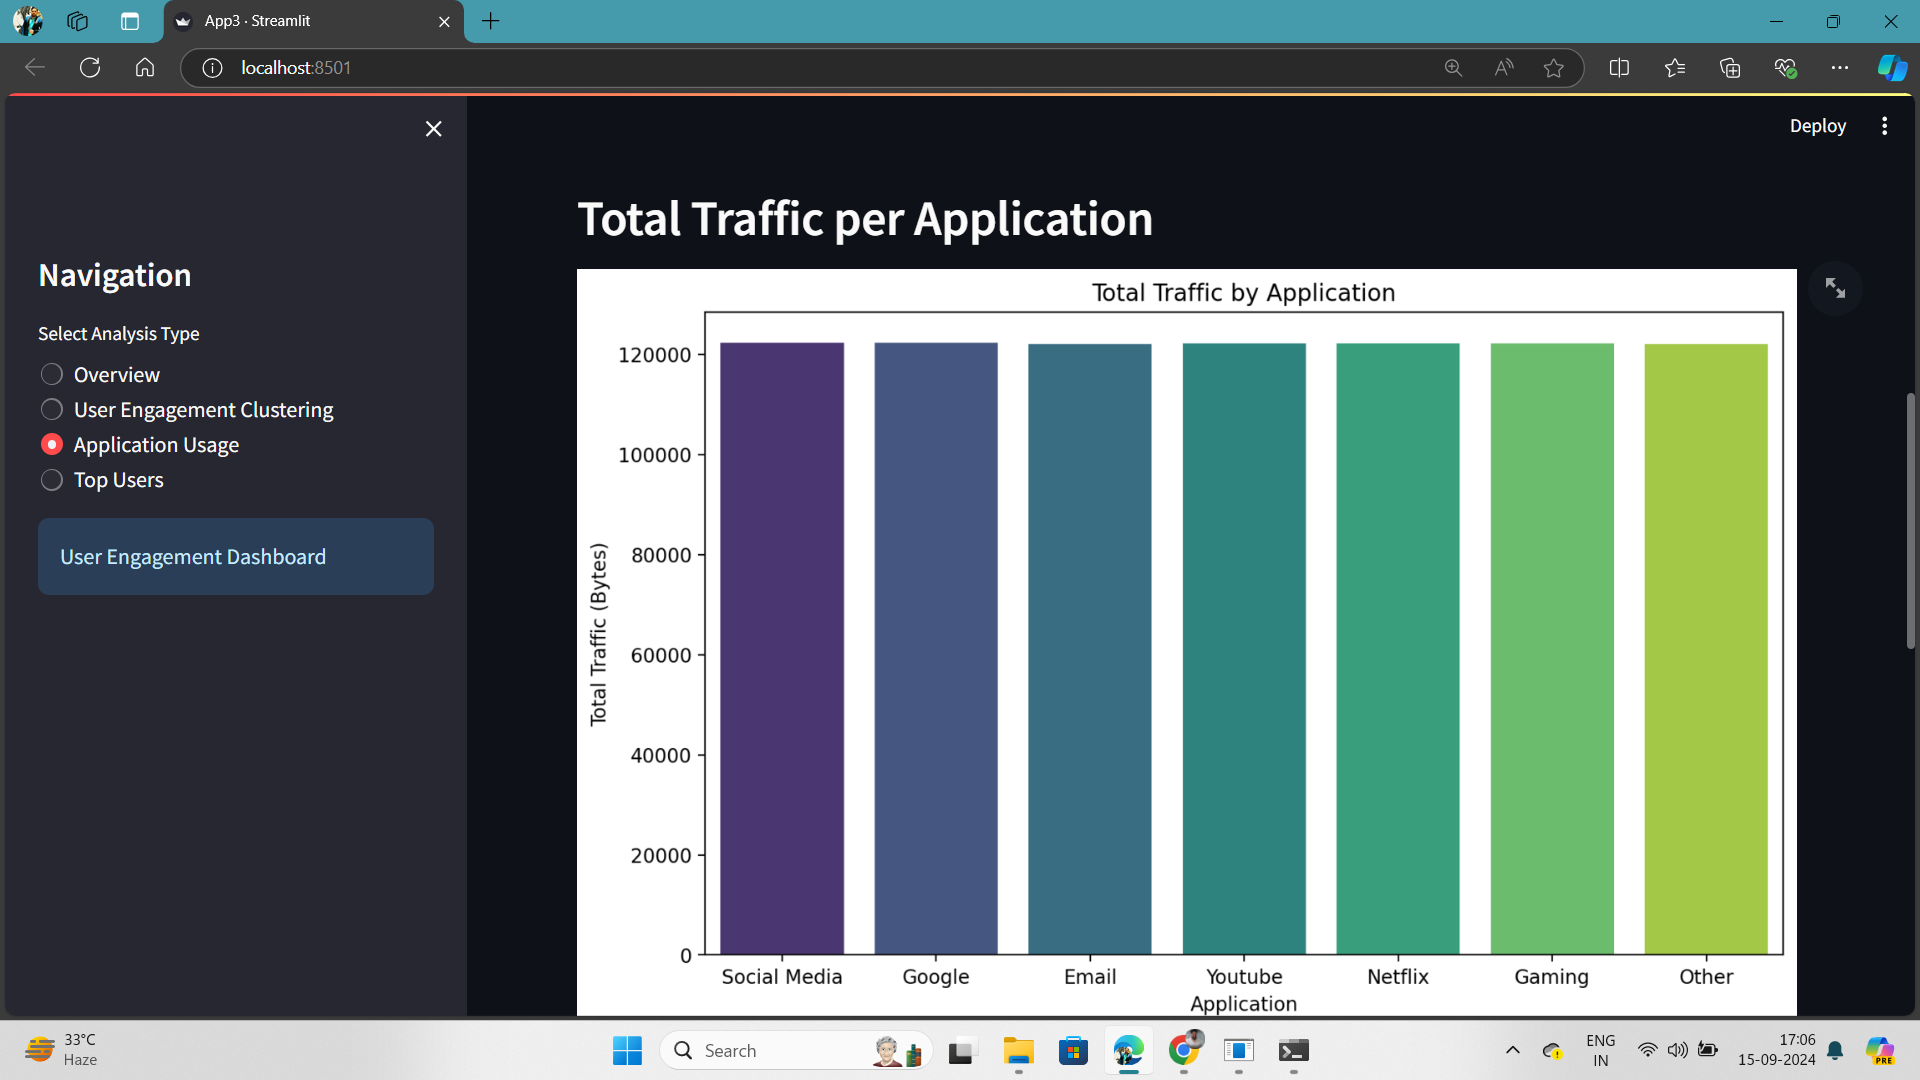 App3 · Streamlit
localhost:8501
Deploy
Navigation
Select Analysis Type
Overview
User Engagement Clustering
Application Usage
Top Users
User Engagement Dashboard
Total Traffic per Application
Total Traffic by Application
Total Traffic (Bytes)
120000
100000
80000
60000
40000
20000
0
Social Media Google Email Youtube Netflix Gaming Other
Application
33°C
Haze
Search
ENG
IN
17:06
15-09-2024
PRE